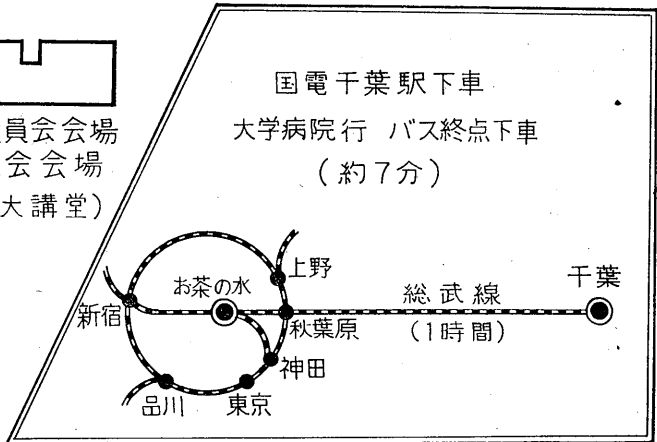 員会会場
会会場
大講堂)
国電千葉駅下車
大学病院行 バス終点下車
(約7分)
上野
お茶の水
新宿
秋葉原
総武線
(1時間)
千葉
神田
品川
東京